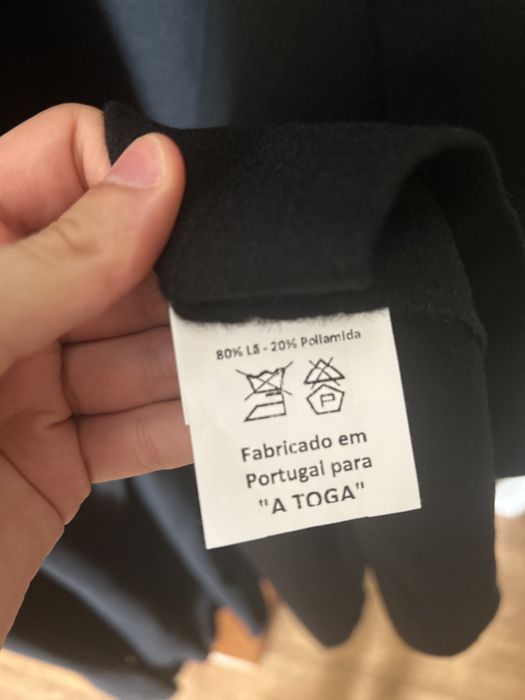 80% Lã - 20% Poliamida
P
Fabricado em
Portugal para
"A TOGA"